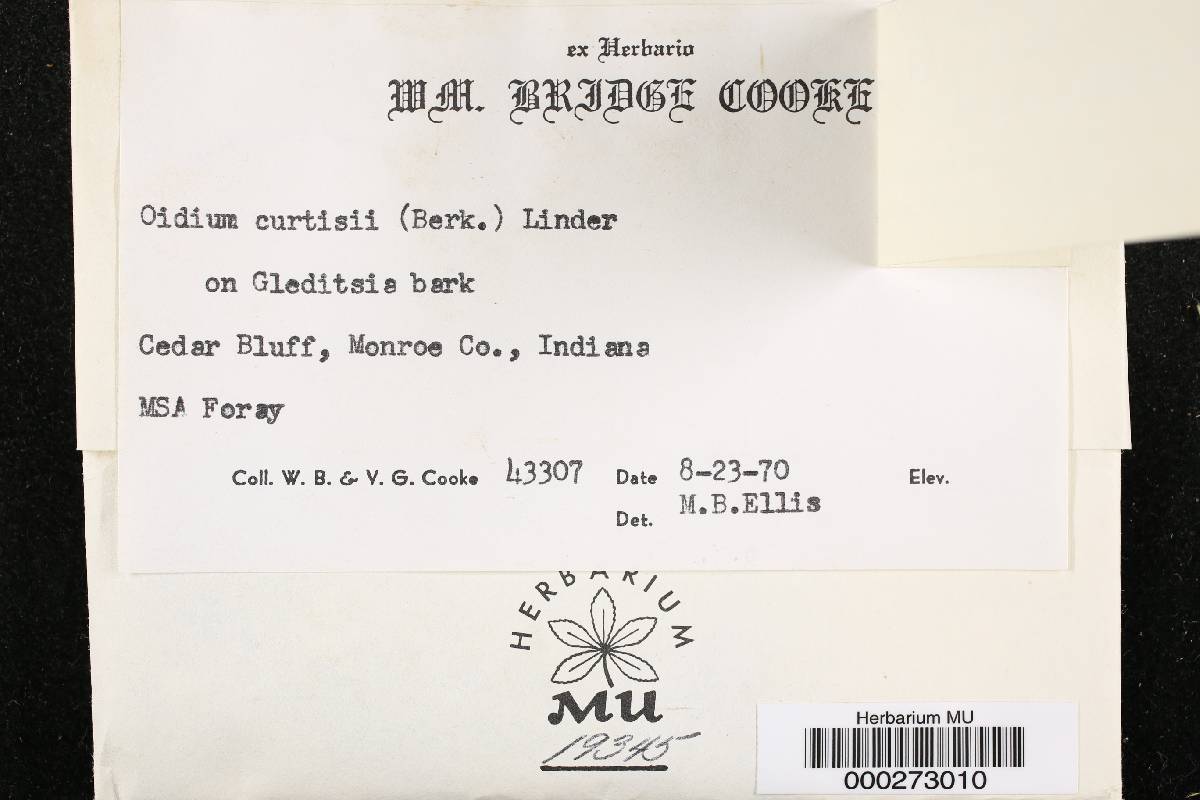 ex Herbario
WM. BRIDGE COOKE
Oidium curtisii (Berk.) Linder
on Gleditsia bark
Cedar Bluff, Monroe Co., Indiana
MSA Foray
Coll. W. B. & V. G. Cooke 43307 Date 8-23-70 Elev.
Det. M.B.Ellis
HERBARIUM
MU
19345
Herbarium MU
000273010